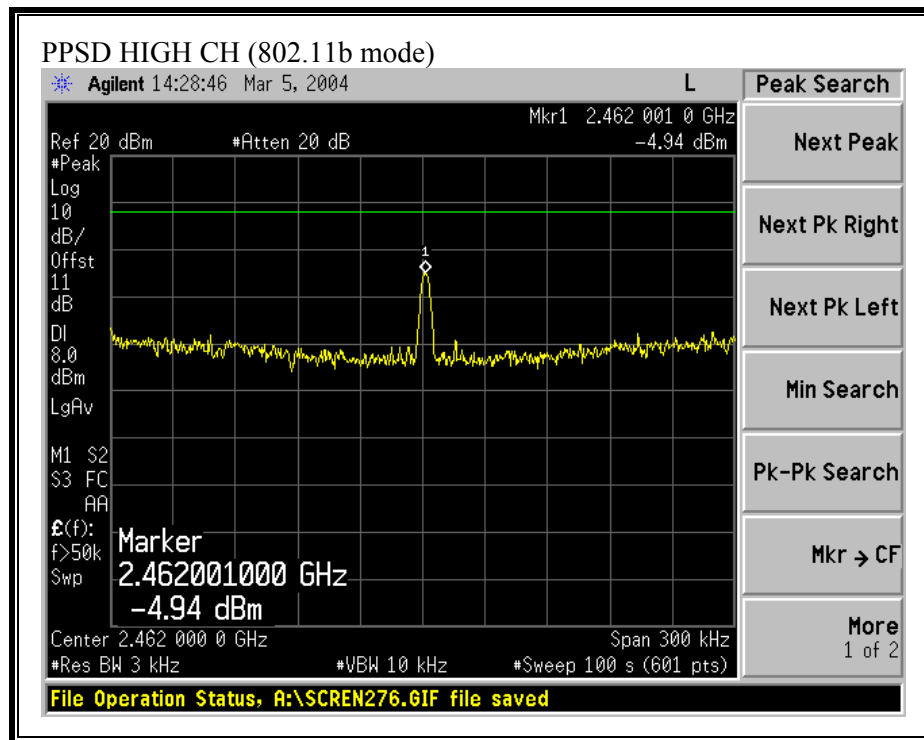 PPSD HIGH CH (802.11b mode)
Agilent 14:28:46 Mar 5, 2004 L
Peak Search
Mkr1 2.462 001 0 GHz
Ref 20 dBm #Atten 20 dB -4.94 dBm
#Peak
Log
10
dB/
Offst
11
dB
DI
8.0
dBm
LgAv
M1 S2
S3 FC
AA
£(f):
f>50k
Swp
1
Marker
2.462001000 GHz
-4.94 dBm
Center 2.462 000 0 GHz Span 300 kHz
#Res BW 3 kHz #VBW 10 kHz #Sweep 100 s (601 pts)
Next Peak
Next Pk Right
Next Pk Left
Min Search
Pk-Pk Search
Mkr → CF
More
1 of 2
File Operation Status, A:\SCREN276.GIF file saved